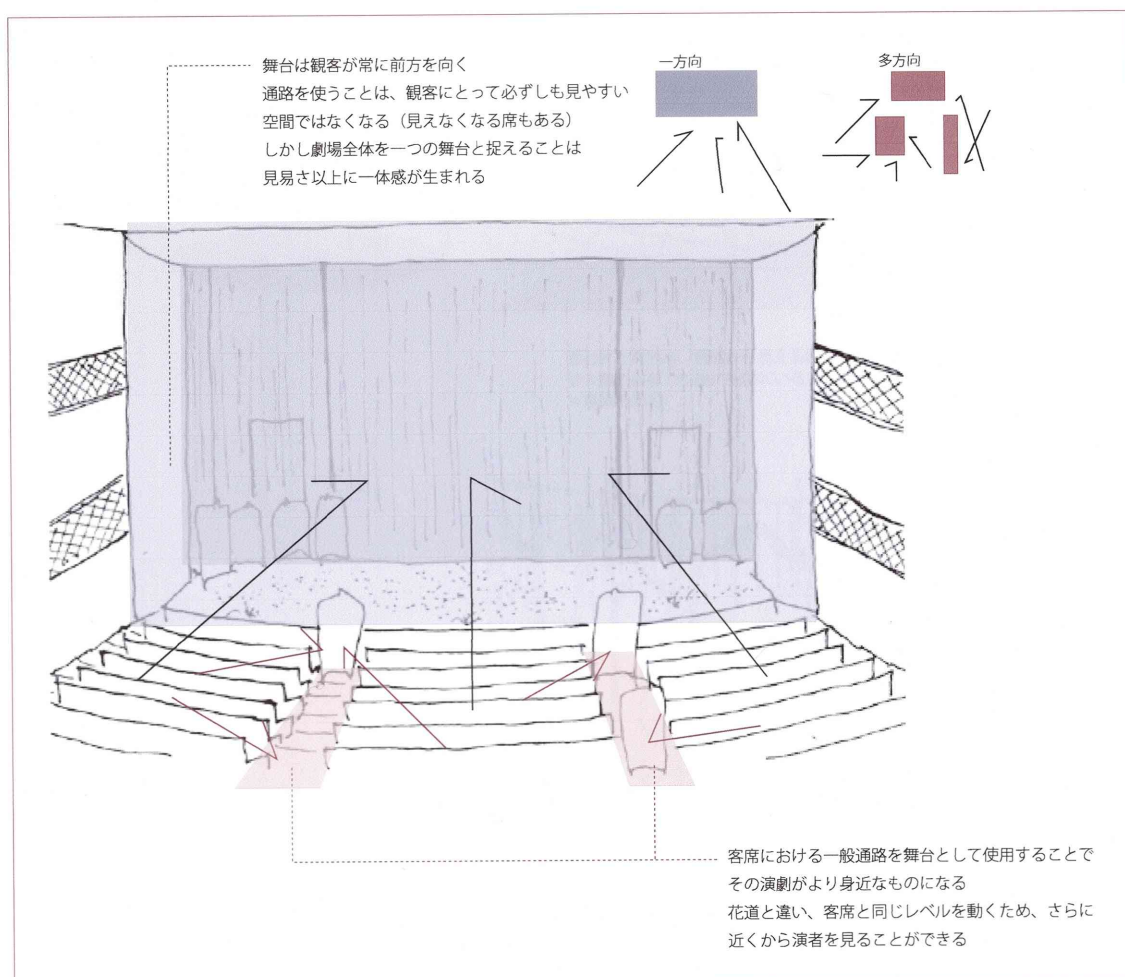 舞台は観客が常に前方を向く
通路を使うことは、観客にとって必ずしも見やすい
空間ではなくなる（見えなくなる席もある）
しかし劇場全体を一つの舞台と捉えることは
見易さ以上に一体感が生まれる
一方向
多方向
客席における一般通路を舞台として使用することで
その演劇がより身近なものになる
花道と違い、客席と同じレベルを動くため、さらに
近くから演者を見ることができる